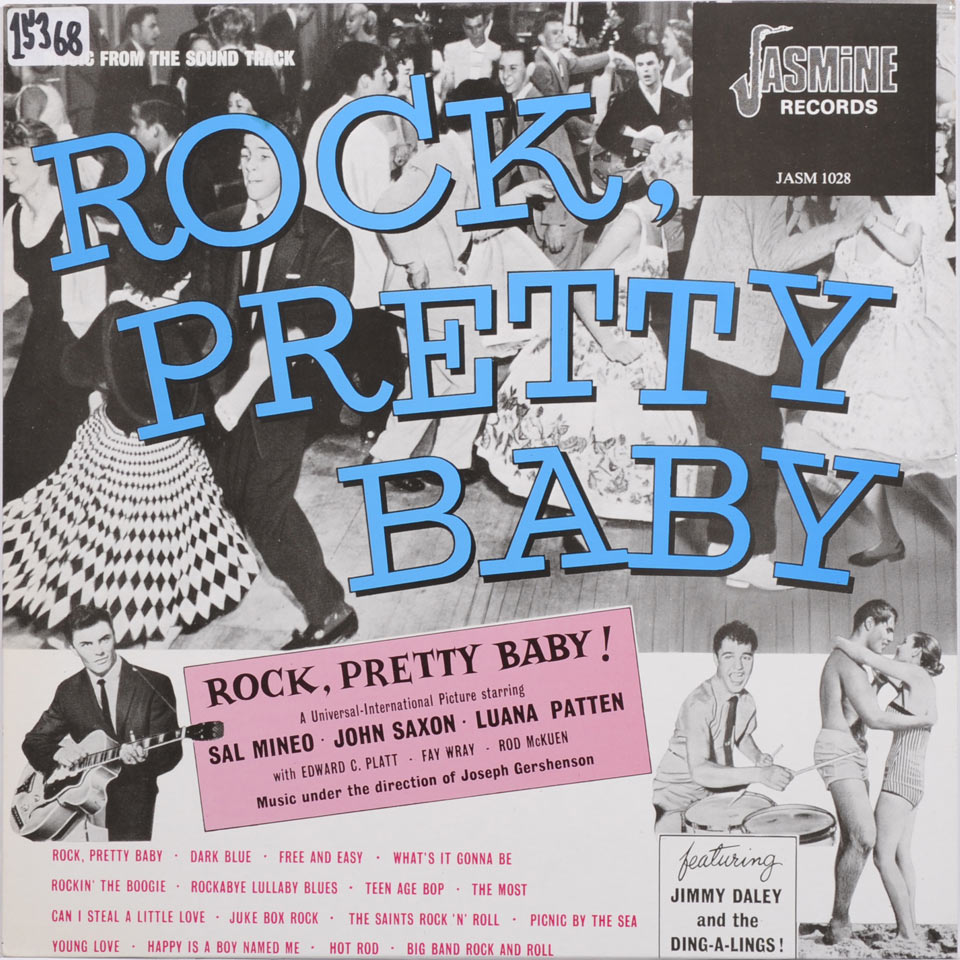 1N368
MUSIC FROM THE SOUND TRACK
JASMINE
RECORDS
JASM 1028
ROCK,
PRETTY
BABY
ROCK, PRETTY BABY!
A Universal-International Picture starring
SAL MINEO · JOHN SAXON · LUANA PATTEN
with EDWARD C. PLATT · FAY WRAY · ROD McKUEN
Music under the direction of Joseph Gershenson
ROCK, PRETTY BABY · DARK BLUE · FREE AND EASY · WHAT'S IT GONNA BE
ROCKIN' THE BOOGIE · ROCKABYE LULLABY BLUES · TEEN AGE BOP · THE MOST
CAN I STEAL A LITTLE LOVE · JUKE BOX ROCK · THE SAINTS ROCK 'N' ROLL · PICNIC BY THE SEA
YOUNG LOVE · HAPPY IS A BOY NAMED ME · HOT ROD · BIG BAND ROCK AND ROLL
featuring
JIMMY DALEY
and the
DING-A-LINGS!